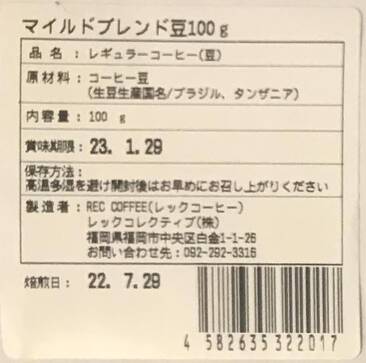 マイルドブレンド豆100g
品名: レギュラーコーヒー(豆)
原材料: コーヒー豆
(生豆生産国名/ブラジル、タンザニア)
内容量: 100 g
賞味期限: 23. 1.29
保存方法:
高温多湿を避け開封後はお早めにお召し上がりください
製造者: REC COFFEE(レックコーヒー)
レックコレクティブ(株)
福岡県福岡市中央区白金1-1-26
お問い合わせ先: 092-292-3316
焙煎日: 22. 7.29
4 582635322017